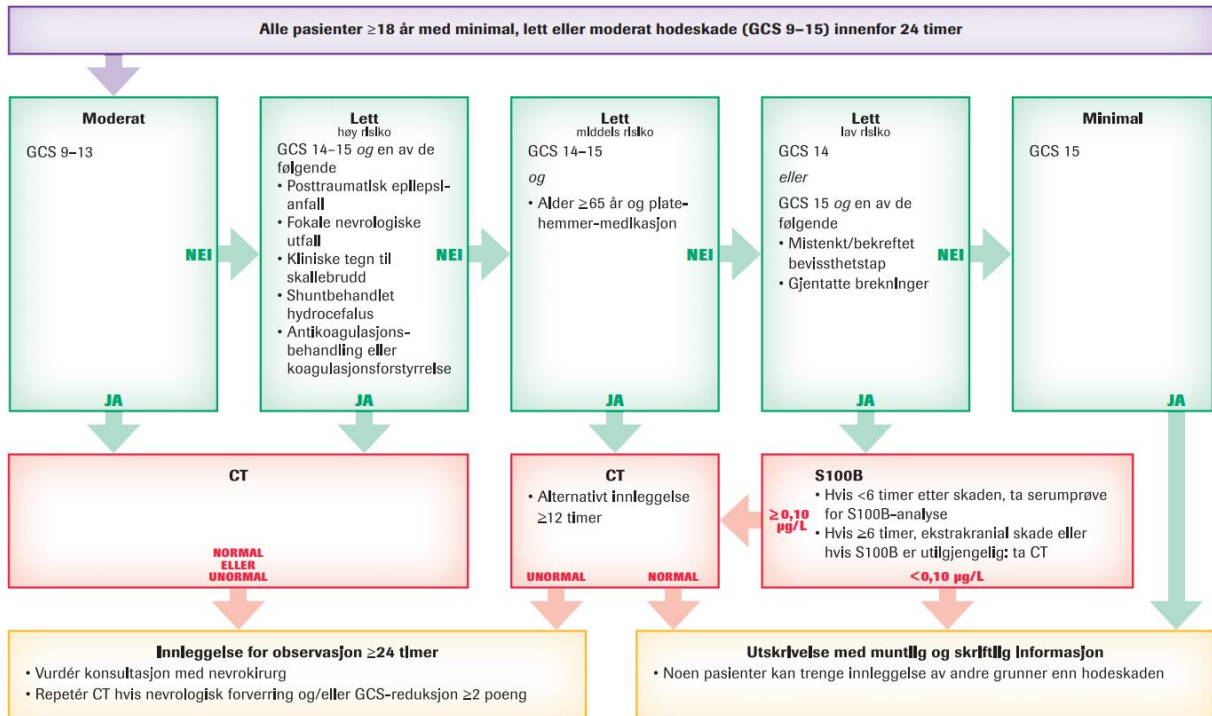 Alle pasienter ≥18 år med minimal, lett eller moderat hodeskade (GCS 9–15) innenfor 24 timer
Moderat
GCS 9–13
NEI
JA
Lett
høy risiko
GCS 14–15 og en av de
følgende
• Posttraumatisk epilepsi-
anfall
• Fokale nevrologiske
utfall
• Kliniske tegn til
skallebrudd
• Shuntbehandlet
hydrocefalus
• Antikoagulasjons-
behandling eller
koagulasjonsforstyrrelse
NEI
JA
Lett
middels risiko
GCS 14–15
og
• Alder ≥65 år og plate-
hemmer-medikasjon
NEI
JA
Lett
lav risiko
GCS 14
eller
GCS 15 og en av de
følgende
• Mistenkt/bekreftet
bevissthetstap
• Gjentatte brekninger
NEI
JA
Minimal
GCS 15
JA
CT
NORMAL
ELLER
UNORMAL
CT
• Alternativt innleggelse
≥12 timer
UNORMAL
NORMAL
S100B
• Hvis <6 timer etter skaden, ta serumprøve
for S100B-analyse
• Hvis ≥6 timer, ekstrakranial skade eller
hvis S100B er utilgjengelig: ta CT
≥0,10
µg/L
<0,10 µg/L
Innleggelse for observasjon ≥24 timer
• Vurdér konsultasjon med nevrokirurg
• Repetér CT hvis nevrologisk forverring og/eller GCS-reduksjon ≥2 poeng
Utskrivelse med muntlig og skriftlig informasjon
• Noen pasienter kan trenge innleggelse av andre grunner enn hodeskaden